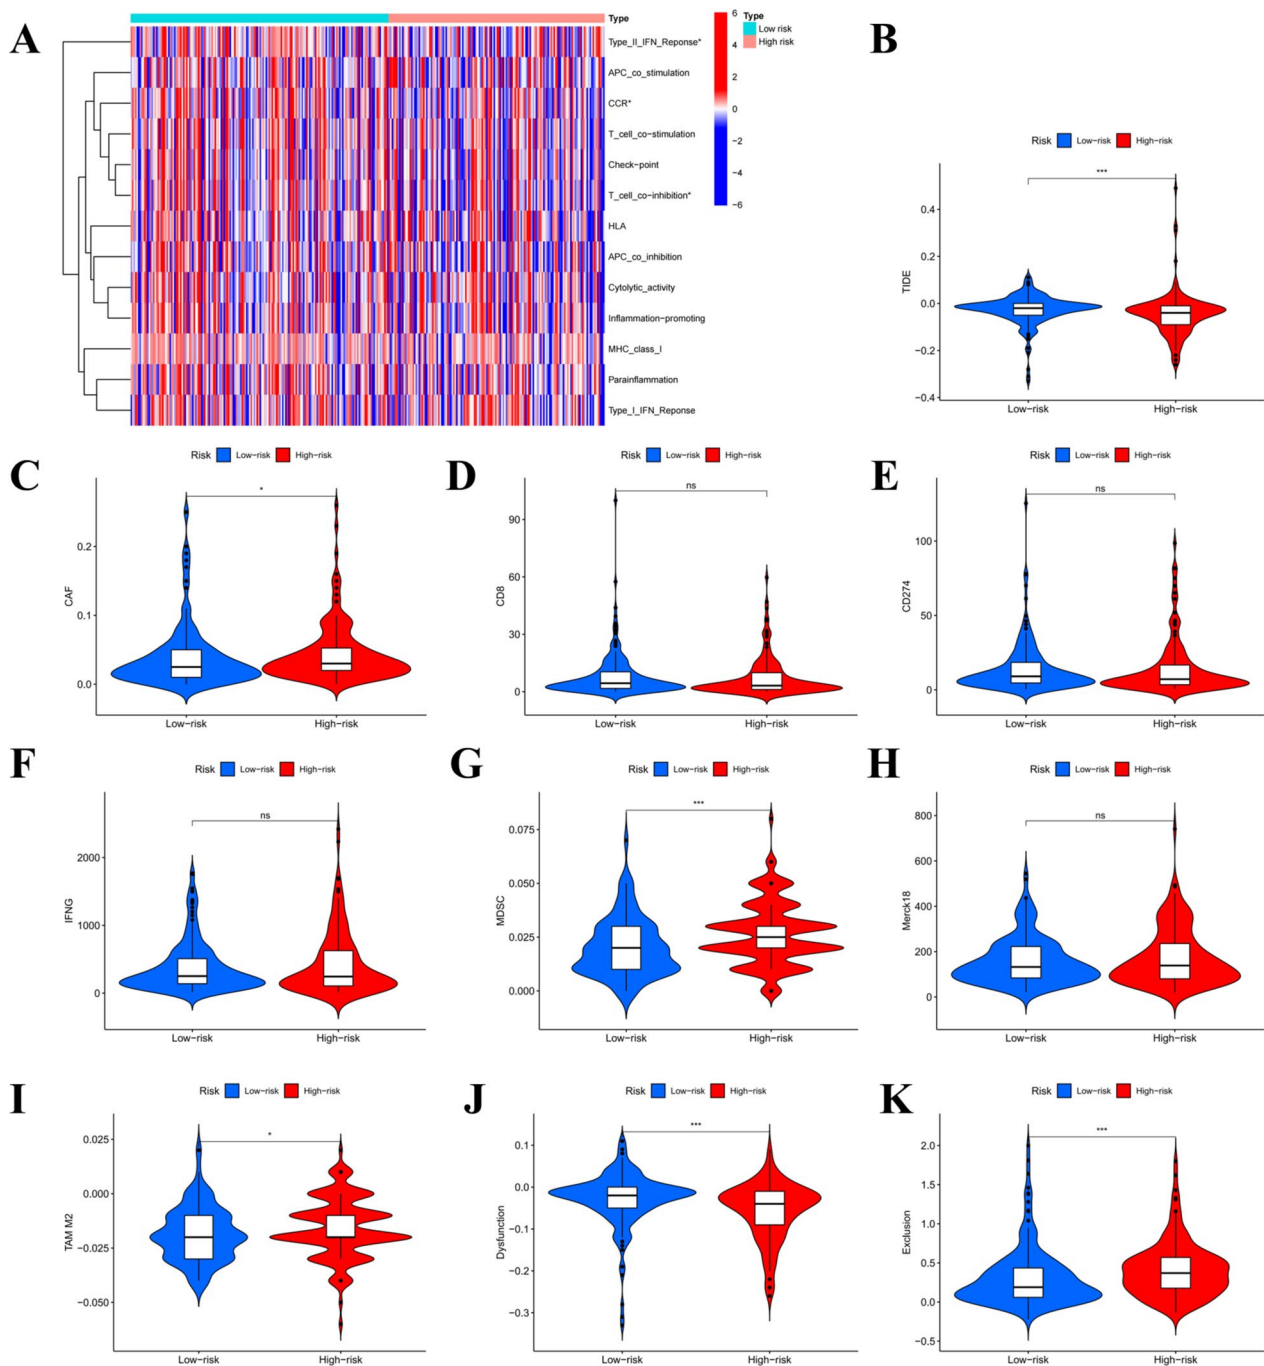 A
Type
6
4
2
0
−2
−4
−6
Type
Low risk
High risk
Type_II_IFN_Reponse*
APC_co_stimulation
CCR*
T_cell_co−stimulation
Check−point
T_cell_co−inhibition*
HLA
APC_co_inhibition
Cytolytic_activity
Inflammation−promoting
MHC_class_I
Parainflammation
Type_I_IFN_Reponse
B
Risk Low−risk High−risk
***
0.4
0.2
0.0
−0.2
−0.4
TIDE
Low−risk High−risk
C
Risk Low−risk High−risk
*
0.2
0.1
0.0
CAF
Low−risk High−risk
D
Risk Low−risk High−risk
ns
90
60
30
0
CD8
Low−risk High−risk
E
Risk Low−risk High−risk
ns
100
50
0
CD274
Low−risk High−risk
F
Risk Low−risk High−risk
ns
2000
1000
0
IFNG
Low−risk High−risk
G
Risk Low−risk High−risk
***
0.075
0.050
0.025
0.000
MDSC
Low−risk High−risk
H
Risk Low−risk High−risk
ns
800
600
400
200
0
Merck18
Low−risk High−risk
I
Risk Low−risk High−risk
*
0.025
0.000
−0.025
−0.050
TAM M2
Low−risk High−risk
J
Risk Low−risk High−risk
***
0.1
0.0
−0.1
−0.2
−0.3
Dysfunction
Low−risk High−risk
K
Risk Low−risk High−risk
***
2.0
1.5
1.0
0.5
0.0
−0.5
Exclusion
Low−risk High−risk